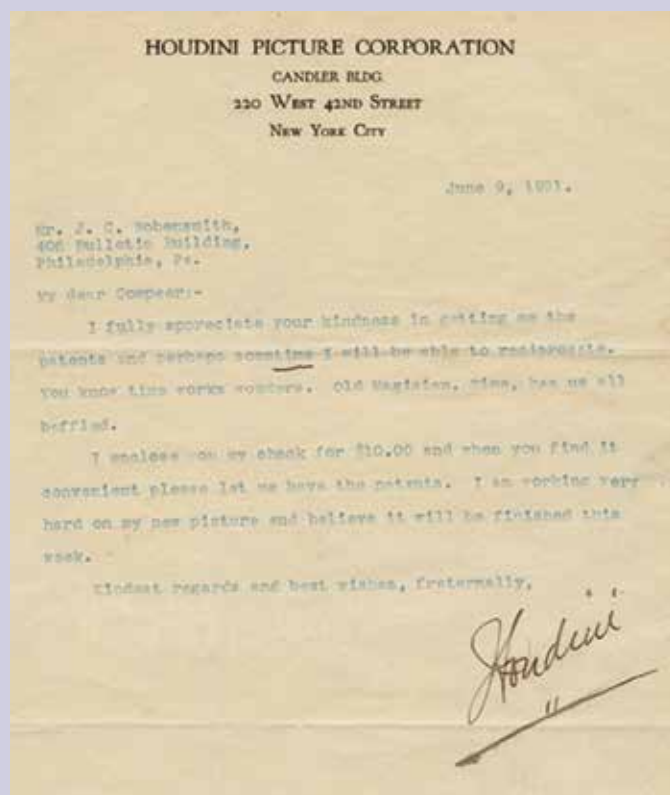 HOUDINI PICTURE CORPORATION
CANDLER BLDG.
220 WEST 42ND STREET
NEW YORK CITY
June 9, 1921.
Mr. J. C. Wobensmith,
406 Bulletin Building,
Philadelphia, Pa.
My dear Compeer:-
I fully appreciate your kindness in getting me the
patents and perhaps sometime I will be able to reciprocate.
You know time works wonders. Old Magician, Time, has us all
baffled.
I enclose you my check for $10.00 and when you find it
convenient please let me have the patents. I am working very
hard on my new picture and believe it will be finished this
week.
Kindest regards and best wishes, fraternally,
Houdini